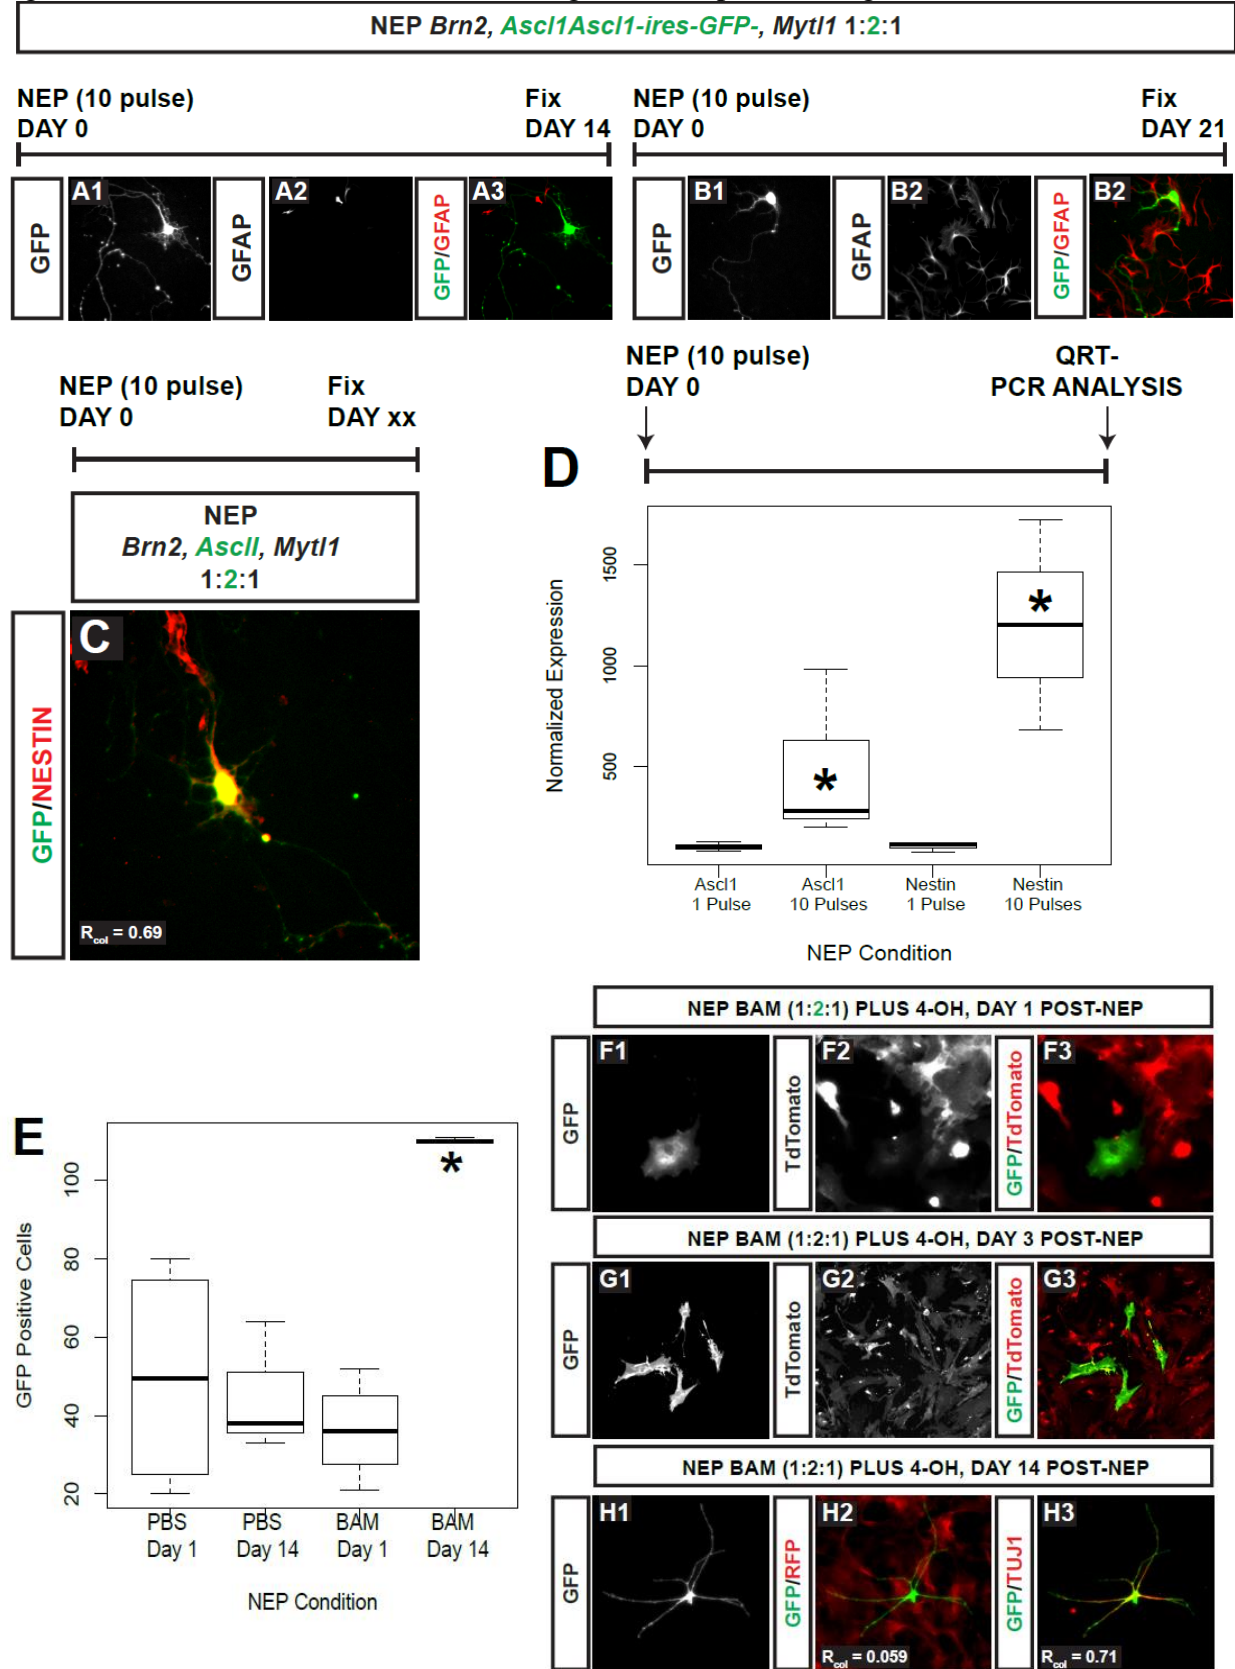 NEP Brn2, Ascl1Ascl1-ires-GFP-, Mytl1 1:2:1
NEP (10 pulse)
DAY 0
Fix
DAY 14
NEP (10 pulse)
DAY 0
Fix
DAY 21
GFP
A1
GFAP
A2
GFP/GFAP
A3
GFP
B1
GFAP
B2
GFP/GFAP
B2
NEP (10 pulse)
DAY 0
Fix
DAY xx
NEP
Brn2, Ascll, Mytl1
1:2:1
GFP/NESTIN
C
Rcol = 0.69
NEP (10 pulse)
DAY 0
QRT-
PCR ANALYSIS
D
Normalized Expression
1500
1000
500
Ascl1
1 Pulse
Ascl1
10 Pulses
Nestin
1 Pulse
Nestin
10 Pulses
*
*
NEP Condition
E
GFP Positive Cells
100
80
60
40
20
PBS
Day 1
PBS
Day 14
BAM
Day 1
BAM
Day 14
*
NEP Condition
NEP BAM (1:2:1) PLUS 4-OH, DAY 1 POST-NEP
GFP
F1
TdTomato
F2
GFP/TdTomato
F3
NEP BAM (1:2:1) PLUS 4-OH, DAY 3 POST-NEP
GFP
G1
TdTomato
G2
GFP/TdTomato
G3
NEP BAM (1:2:1) PLUS 4-OH, DAY 14 POST-NEP
GFP
H1
GFP/RFP
H2
Rcol = 0.059
GFP/TUJ1
H3
Rcol = 0.71